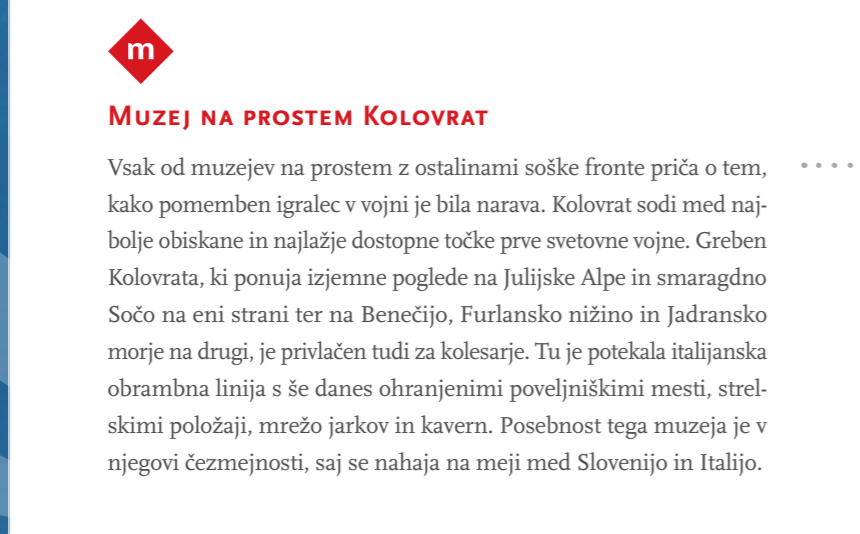 m
Muzej na prostem Kolovrat
Vsak od muzejev na prostem z ostalinami soške fronte priča o tem,
kako pomemben igralec v vojni je bila narava. Kolovrat sodi med naj-
bolje obiskane in najlažje dostopne točke prve svetovne vojne. Greben
Kolovrata, ki ponuja izjemne poglede na Julijske Alpe in smaragdno
Sočo na eni strani ter na Benečijo, Furlansko nižino in Jadransko
morje na drugi, je privlačen tudi za kolesarje. Tu je potekala italijanska
obrambna linija s še danes ohranjenimi poveljniškimi mesti, strel-
skimi položaji, mrežo jarkov in kavern. Posebnost tega muzeja je v
njegovi čezmejnosti, saj se nahaja na meji med Slovenijo in Italijo.